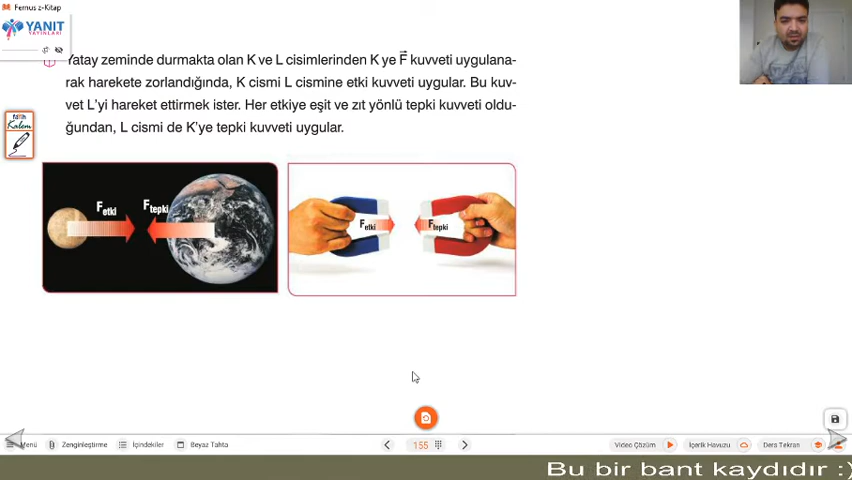 Fernus z-Kitap
YANIT
YAYINLARI
Yatay zeminde durmakta olan K ve L cisimlerinden K ye F kuvveti uygulana-
rak harekete zorlandığında, K cismi L cismine etki kuvveti uygular. Bu kuv-
vet L'yi hareket ettirmek ister. Her etkiye eşit ve zıt yönlü tepki kuvveti oldu-
ğundan, L cismi de K'ye tepki kuvveti uygular.
Kalem
Fetki
Ftepki
Fetki
Ftepki
Menü
Zenginleştirme
İçindekiler
Beyaz Tahta
155
Video Çözüm
İçerik Havuzu
Ders Tekran
Bu bir bant kaydıdır :)